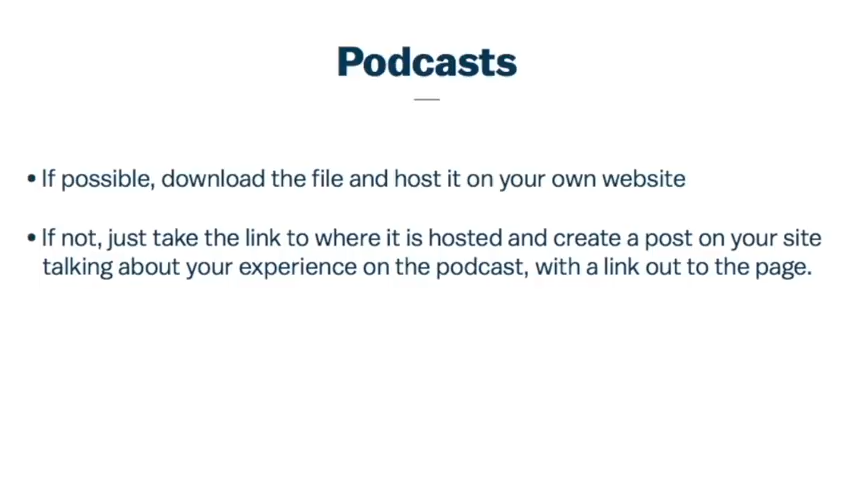 Podcasts
• If possible, download the file and host it on your own website
• If not, just take the link to where it is hosted and create a post on your site
talking about your experience on the podcast, with a link out to the page.